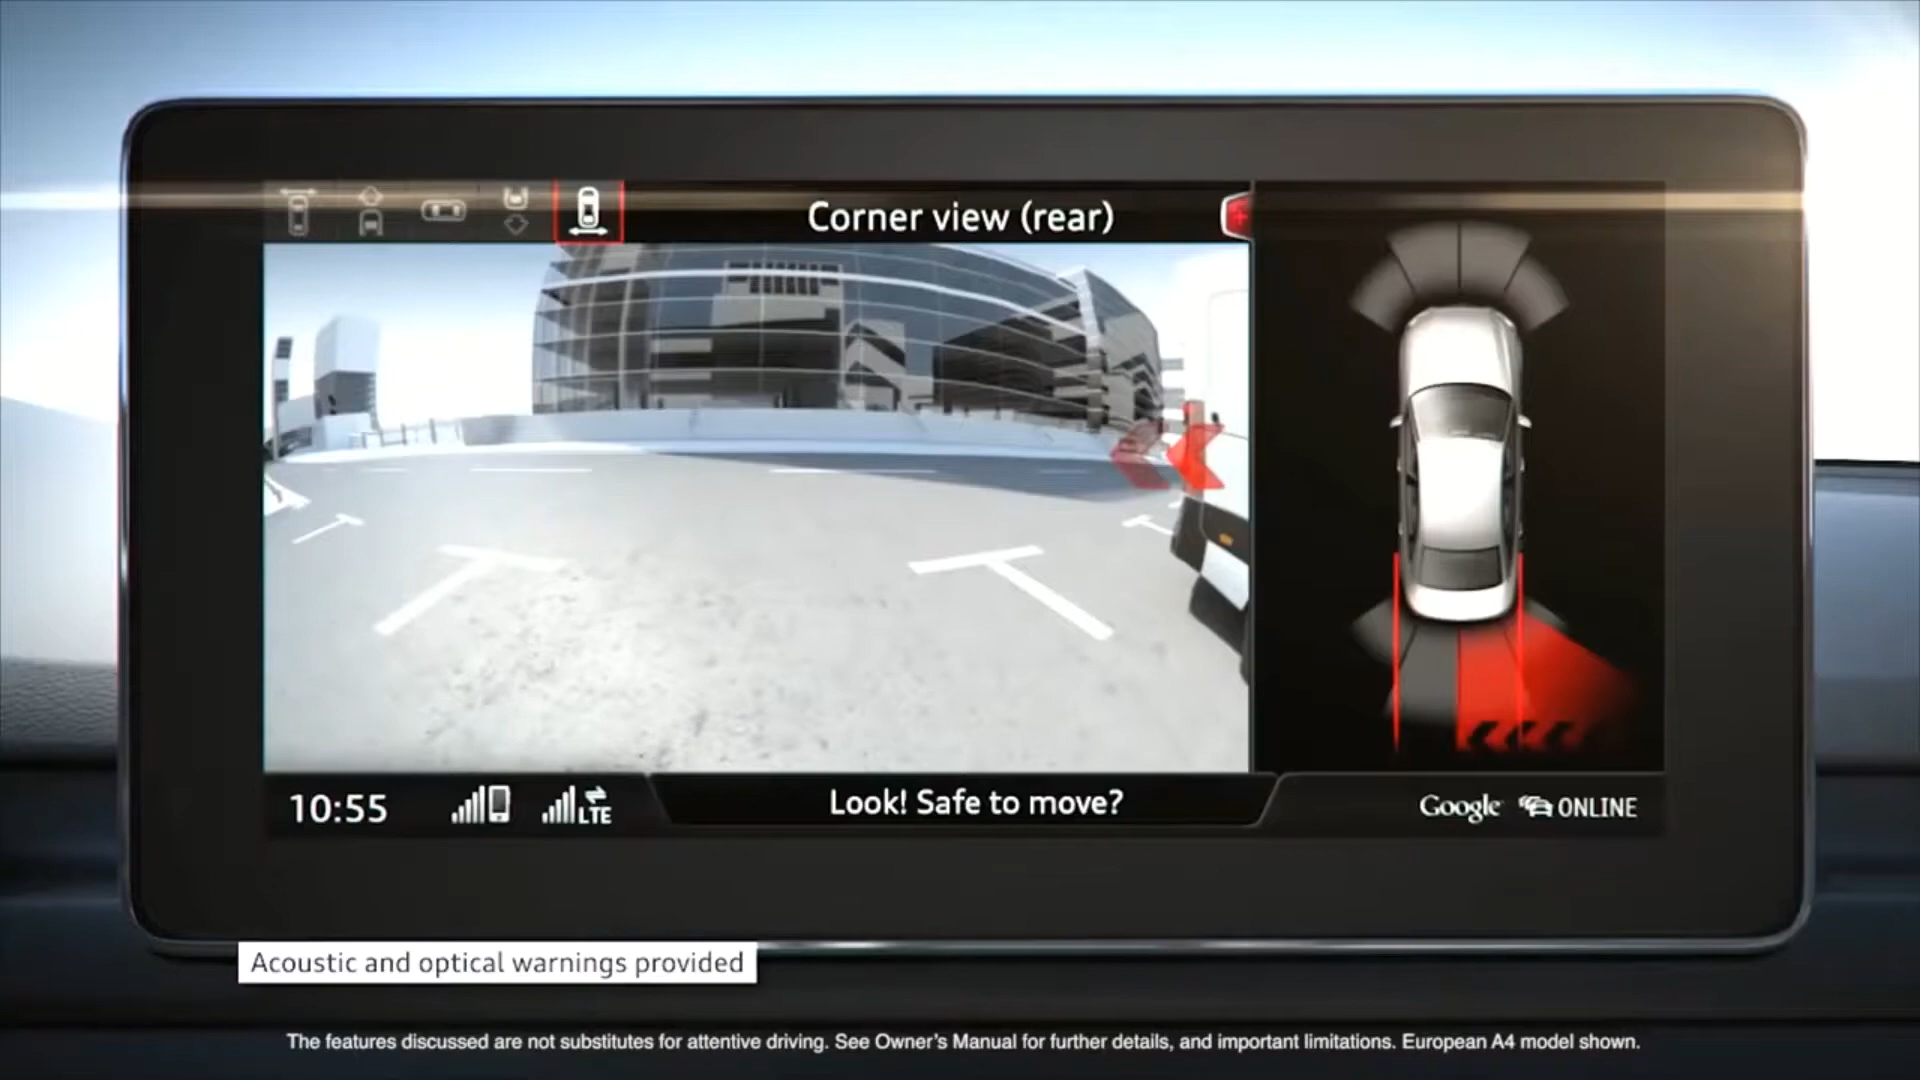 Corner view (rear)
10:55
LTE
Look! Safe to move?
Google ONLINE
Acoustic and optical warnings provided
The features discussed are not substitutes for attentive driving. See Owner's Manual for further details, and important limitations. European A4 model shown.